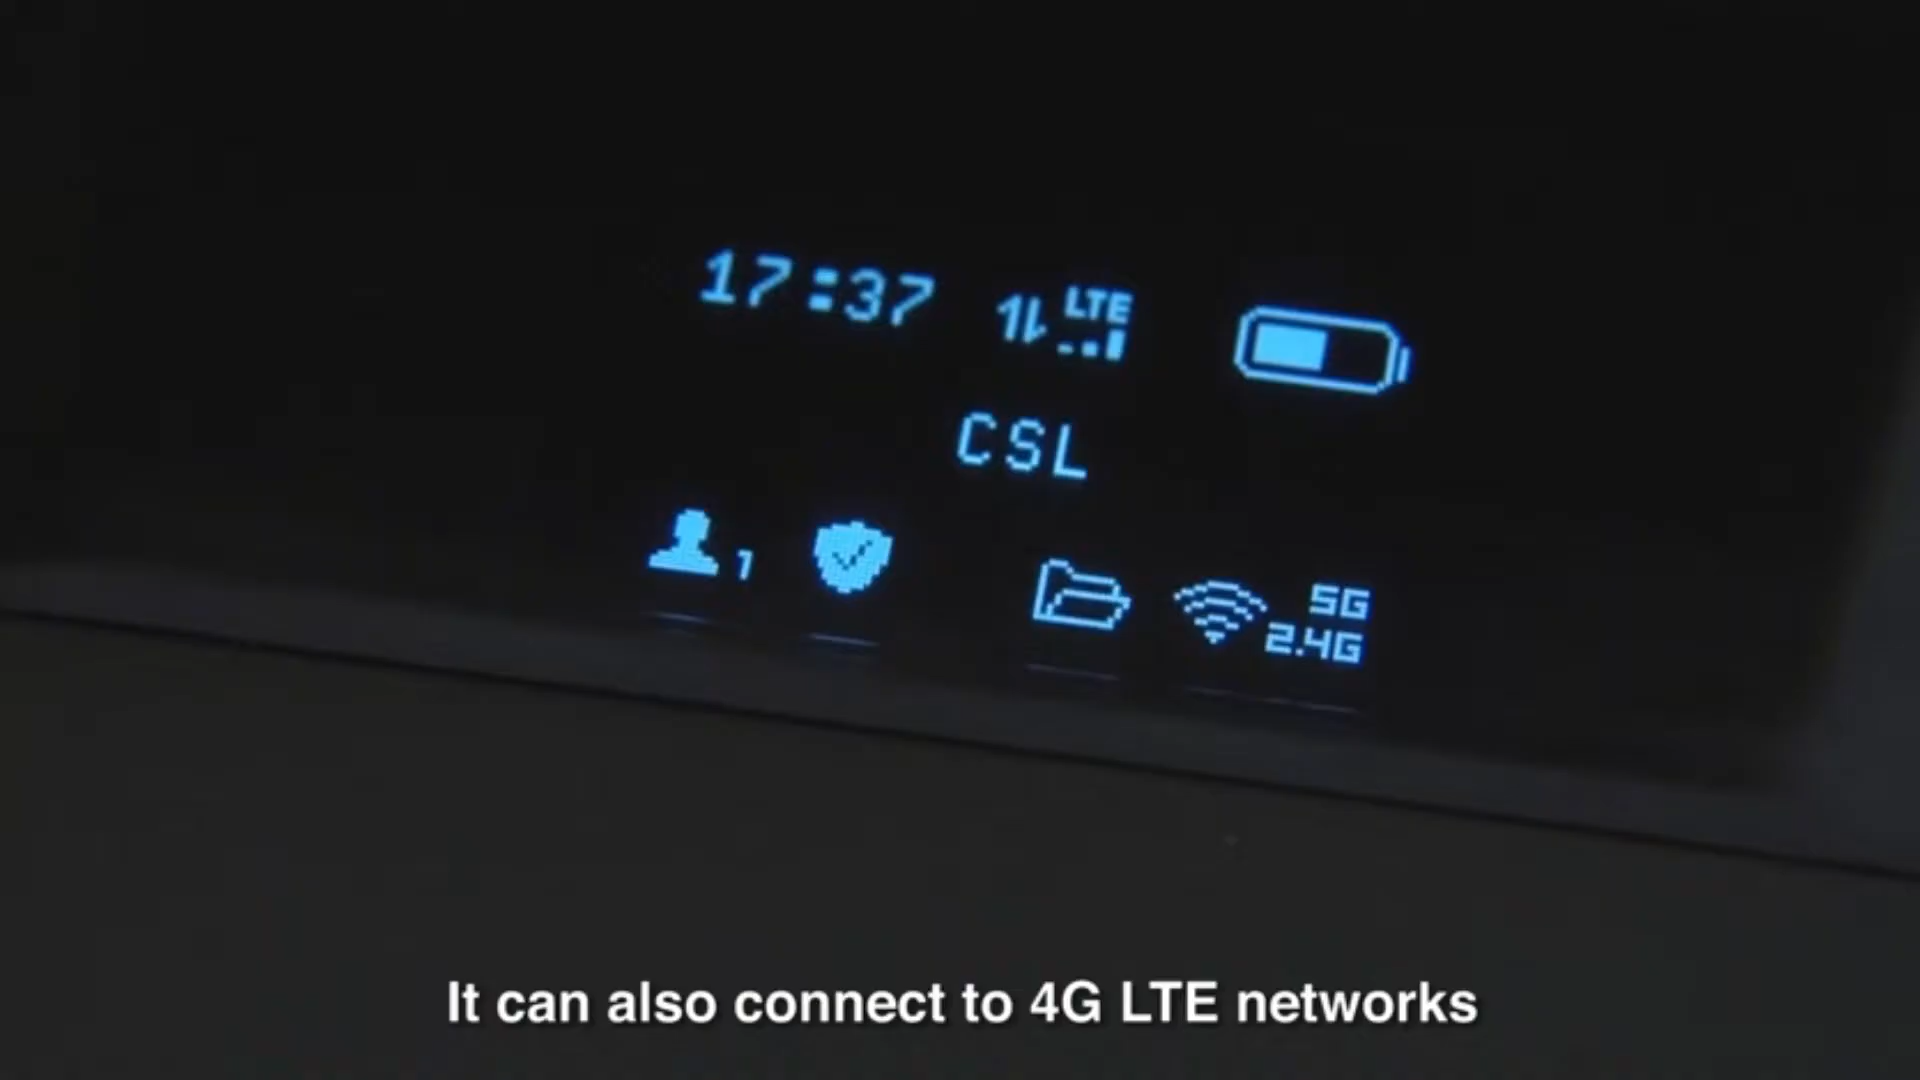 17:37 LTE
CSL
1
5G
2.4G
It can also connect to 4G LTE networks